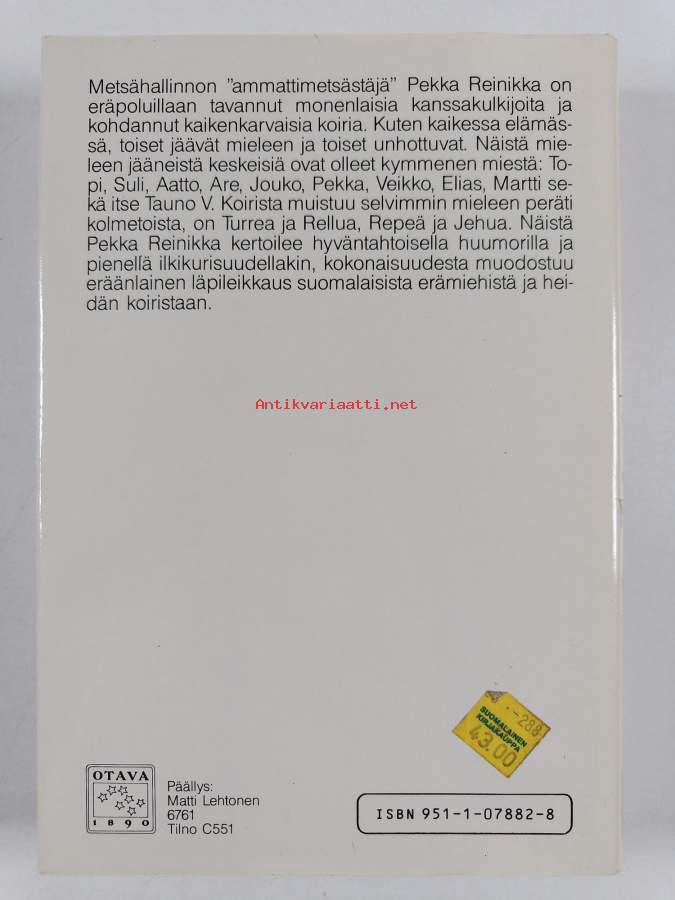 Metsähallinnon ”ammattimetsästäjä” Pekka Reinikka on
eräpoluillaan tavannut monenlaisia kanssakulkijoita ja
kohdannut kaikenkarvaisia koiria. Kuten kaikessa elämäs-
sä, toiset jäävät mieleen ja toiset unhottuvat. Näistä mie-
leen jääneistä keskeisiä ovat olleet kymmenen miestä: To-
pi, Suli, Aatto, Are, Jouko, Pekka, Veikko, Elias, Martti se-
kä itse Tauno V. Koirista muistuu selvimmin mieleen peräti
kolmetoista, on Turrea ja Rellua, Repeä ja Jehua. Näistä
Pekka Reinikka kertoilee hyväntahtoisella huumorilla ja
pienellä ilkikurisuudellakin, kokonaisuudesta muodostuu
eräänlainen läpileikkaus suomalaisista erämiehistä ja hei-
dän koiristaan.
Antikvariaatti.net
-288
SUOMALAINEN
KIRJAKAUPPA
43.00
OTAVA
1890
Päällys:
Matti Lehtonen
6761
Tilno C551
ISBN 951-1-07882-8